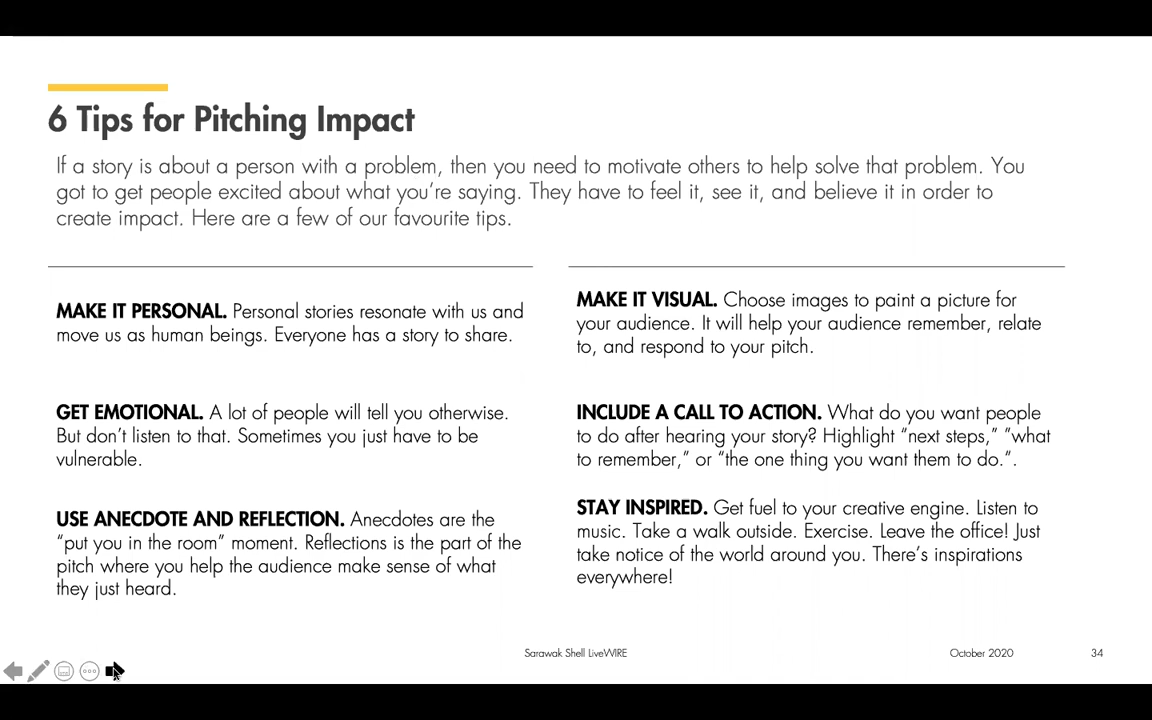 6 Tips for Pitching Impact
If a story is about a person with a problem, then you need to motivate others to help solve that problem. You
got to get people excited about what you're saying. They have to feel it, see it, and believe it in order to
create impact. Here are a few of our favourite tips.
MAKE IT PERSONAL. Personal stories resonate with us and
move us as human beings. Everyone has a story to share.
GET EMOTIONAL. A lot of people will tell you otherwise.
But don't listen to that. Sometimes you just have to be
vulnerable.
USE ANECDOTE AND REFLECTION. Anecdotes are the
“put you in the room” moment. Reflections is the part of the
pitch where you help the audience make sense of what
they just heard.
MAKE IT VISUAL. Choose images to paint a picture for
your audience. It will help your audience remember, relate
to, and respond to your pitch.
INCLUDE A CALL TO ACTION. What do you want people
to do after hearing your story? Highlight “next steps,” “what
to remember,” or “the one thing you want them to do.”.
STAY INSPIRED. Get fuel to your creative engine. Listen to
music. Take a walk outside. Exercise. Leave the office! Just
take notice of the world around you. There's inspirations
everywhere!
Sarawak Shell LiveWIRE
October 2020
34